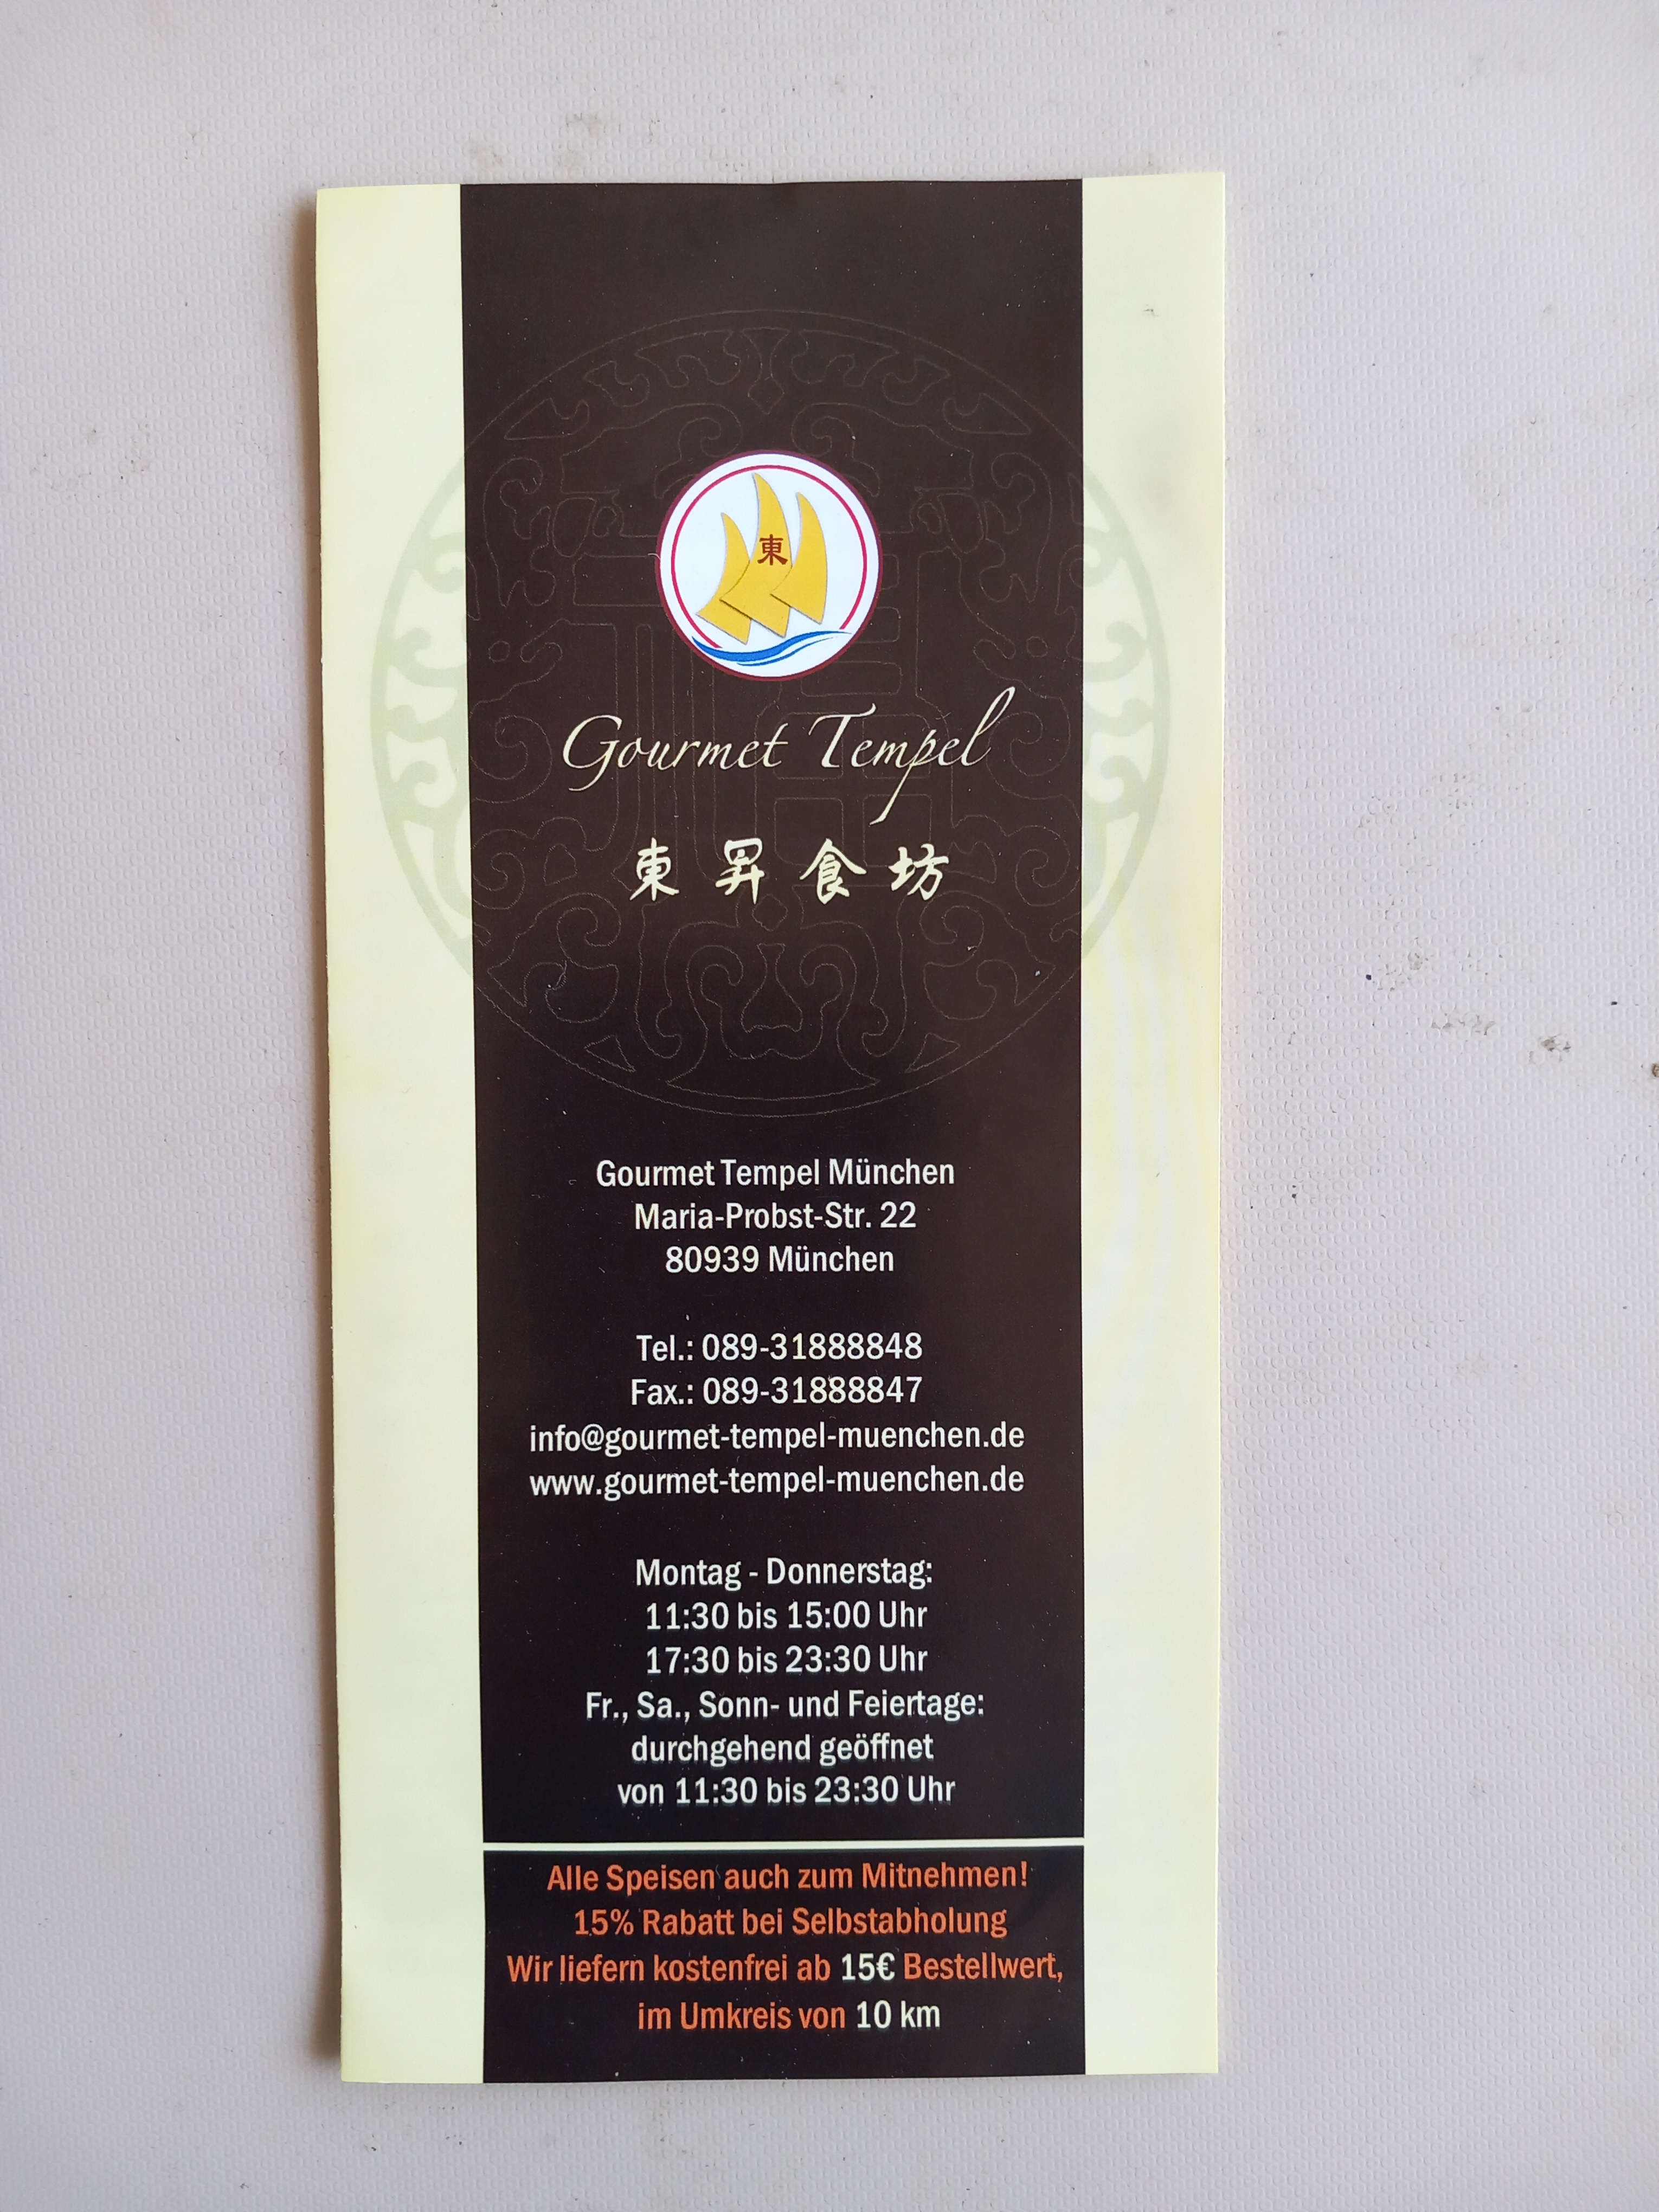 東
Gourmet Tempel
東昇食坊
Gourmet Tempel München
Maria-Probst-Str. 22
80939 München
Tel.: 089-31888848
Fax.: 089-31888847
info@gourmet-tempel-muenchen.de
www.gourmet-tempel-muenchen.de
Montag - Donnerstag:
11:30 bis 15:00 Uhr
17:30 bis 23:30 Uhr
Fr., Sa., Sonn- und Feiertage:
durchgehend geöffnet
von 11:30 bis 23:30 Uhr
Alle Speisen auch zum Mitnehmen!
15% Rabatt bei Selbstabholung
Wir liefern kostenfrei ab 15€ Bestellwert,
im Umkreis von 10 km